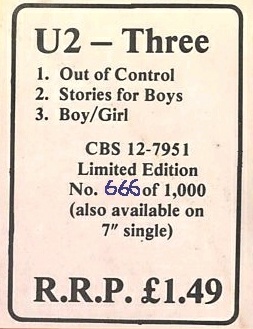 U2 – Three
1. Out of Control
2. Stories for Boys
3. Boy/Girl
CBS 12-7951
Limited Edition
No. 666 of 1,000
(also available on
7" single)
R.R.P. £1.49